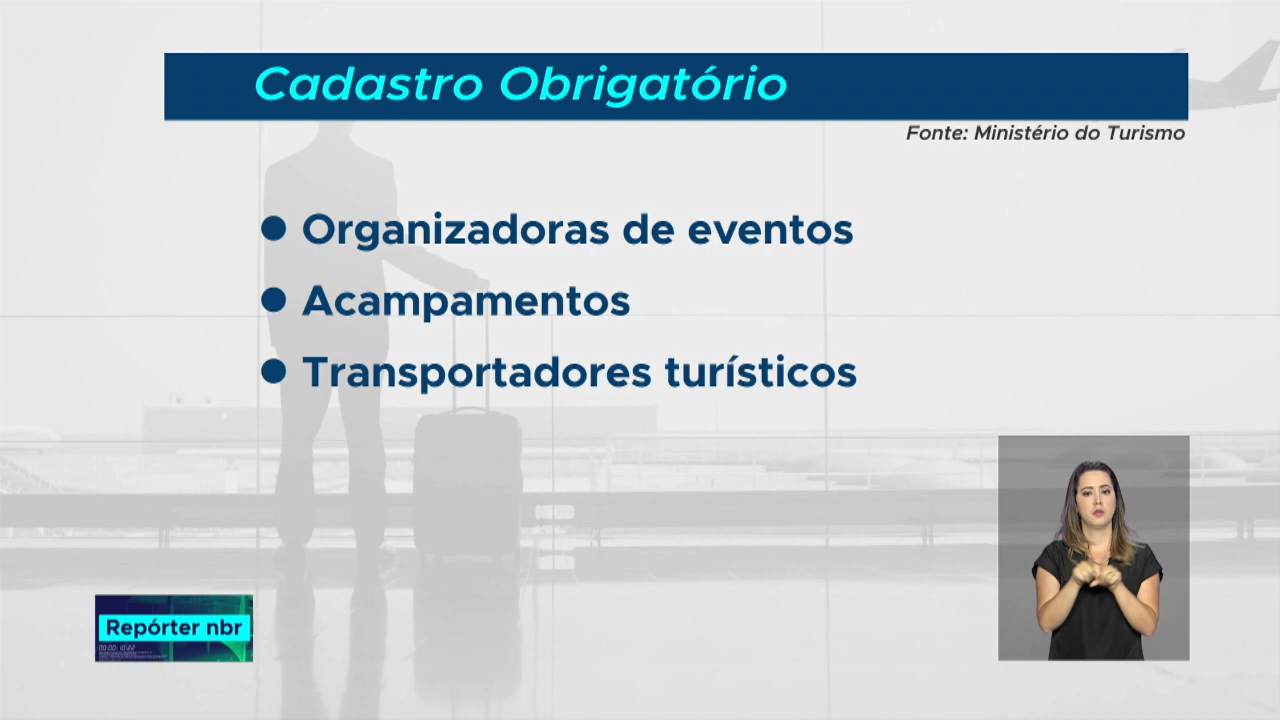 Cadastro Obrigatório
Fonte: Ministério do Turismo
Organizadoras de eventos
Acampamentos
Transportadores turísticos
Repórter nbr